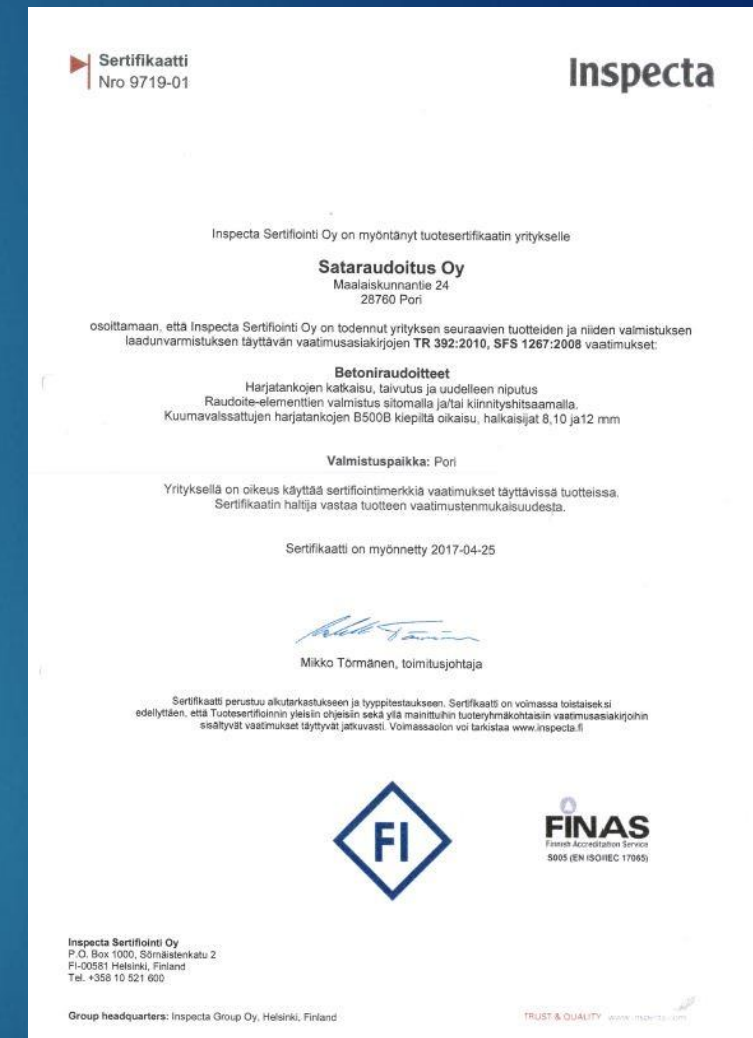 Sertifikaatti
Nro 9719-01
Inspecta
Inspecta Sertifiointi Oy on myöntänyt tuotesertifikaatin yritykselle
Sataraudoitus Oy
Maalaiskunnantie 24
28760 Pori
osoittamaan, että Inspecta Sertifiointi Oy on todennut yrityksen seuraavien tuotteiden ja niiden valmistuksen
laadunvarmistuksen täyttävän vaatimusasiakirjojen TR 392:2010, SFS 1267:2008 vaatimukset:
Betoniraudoitteet
Harjatankojen katkaisu, taivutus ja uudelleen niputus
Raudoite-elementtien valmistus sitomalla ja/tai kiinnityshitsaamalla.
Kuumavalssattujen harjatankojen B500B kiepiltä oikaisu, halkaisijat 8,10 ja12 mm
Valmistuspaikka: Pori
Yrityksellä on oikeus käyttää sertifiointimerkkiä vaatimukset täyttävissä tuotteissa.
Sertifikaatin haltija vastaa tuotteen vaatimustenmukaisuudesta.
Sertifikaatti on myönnetty 2017-04-25
Mikko Törmänen, toimitusjohtaja
Sertifikaatti perustuu alkutarkastukseen ja tyyppitestaukseen. Sertifikaatti on voimassa toistaiseksi
edellyttäen, että Tuotesertifioinnin yleisiin ohjeisiin sekä yllä mainittuihin tuoteryhmäkohtaisiin vaatimusasiakirjoihin
sisältyvät vaatimukset täyttyvät jatkuvasti. Voimassaolon voi tarkistaa www.inspecta.fi
FI
FINAS
Finnish Accreditation Service
S005 (EN ISO/IEC 17065)
Inspecta Sertifiointi Oy
P.O. Box 1000, Sörnäistenkatu 2
FI-00581 Helsinki, Finland
Tel. +358 10 521 600
Group headquarters: Inspecta Group Oy, Helsinki, Finland
TRUST & QUALITY www.inspecta.com